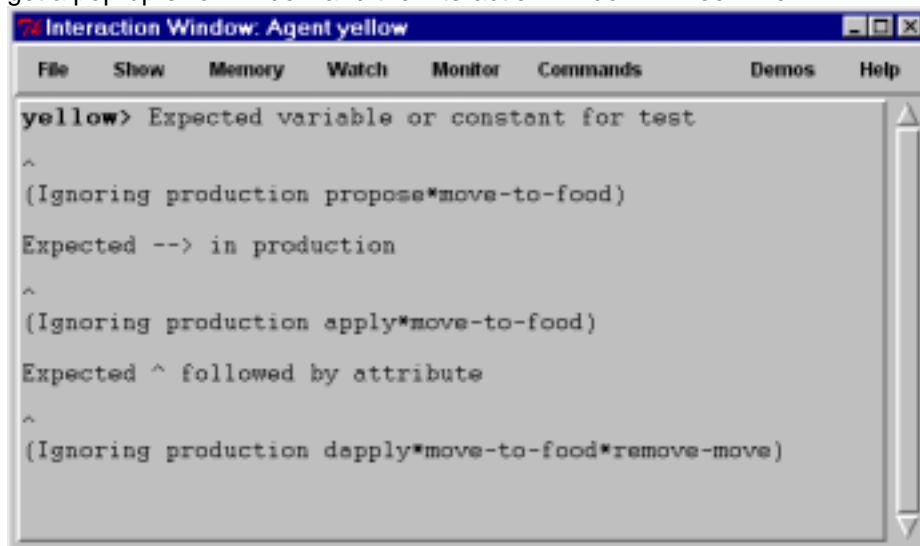 Interaction Window: Agent yellow
File Show Memory Watch Monitor Commands Demos Help
yellow> Expected variable or constant for test
^
(Ignoring production propose*move-to-food)
Expected --> in production
^
(Ignoring production apply*move-to-food)
Expected ^ followed by attribute
^
(Ignoring production dapply*move-to-food*remove-move)